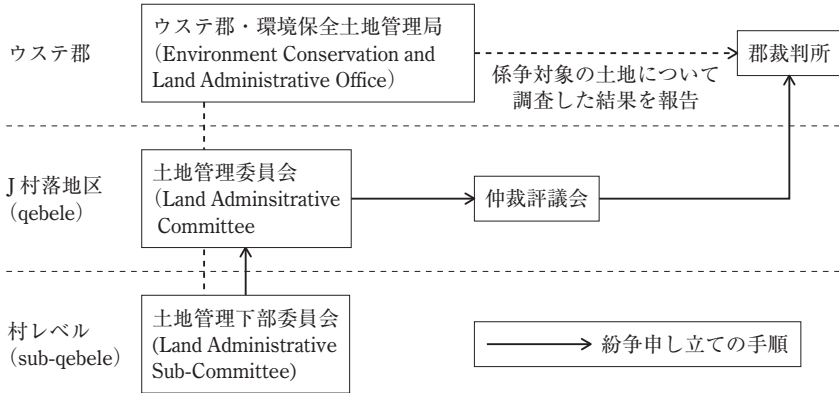 ウステ郡
ウステ郡・環境保全土地管理局
(Environment Conservation and
Land Administrative Office)
係争対象の土地について
調査した結果を報告
郡裁判所
J 村落地区
(qebele)
土地管理委員会
(Land Adminsitrative
Committee
仲裁評議会
村レベル
(sub-qebele)
土地管理下部委員会
(Land Administrative
Sub-Committee)
紛争申し立ての手順